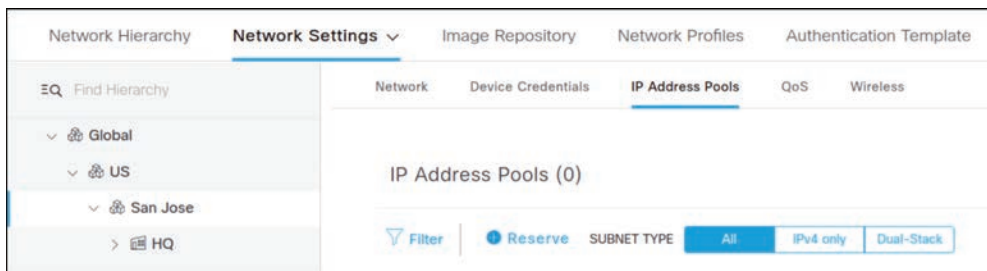 Network Hierarchy Network Settings Image Repository Network Profiles Authentication Template
Find Hierarchy
Network Device Credentials IP Address Pools QoS Wireless
Global
US
San Jose
HQ
IP Address Pools (0)
Filter Reserve SUBNET TYPE All IPv4 only Dual-Stack